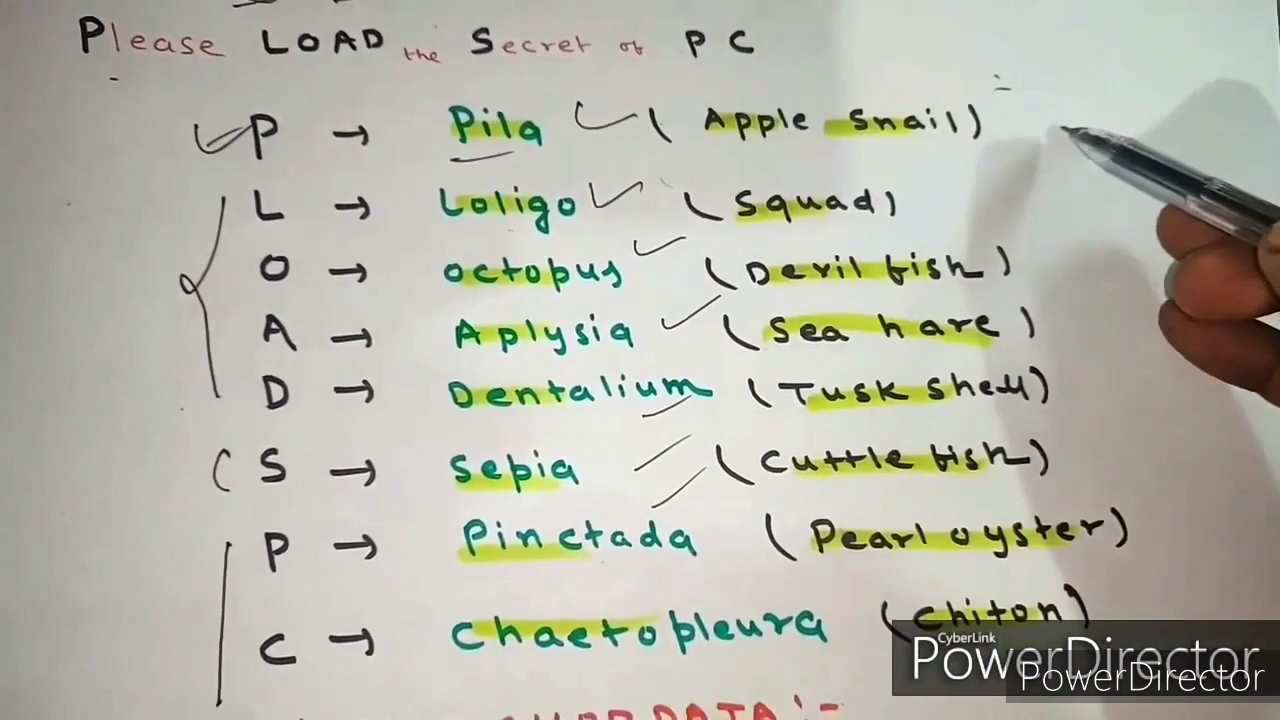 Please LOAD the Secret of PC
P → Pila ( Apple Snail)
L → Loligo (Squad)
O → Octopus (Devil fish)
A → Aplysia (Sea hare)
D → Dentalium (Tusk shell)
S → Sepia (Cuttle fish)
P → Pinctada (Pearl oyster)
C → Chaetopleura (Chiton)
CyberLink
PowerDirector
PowerDirector